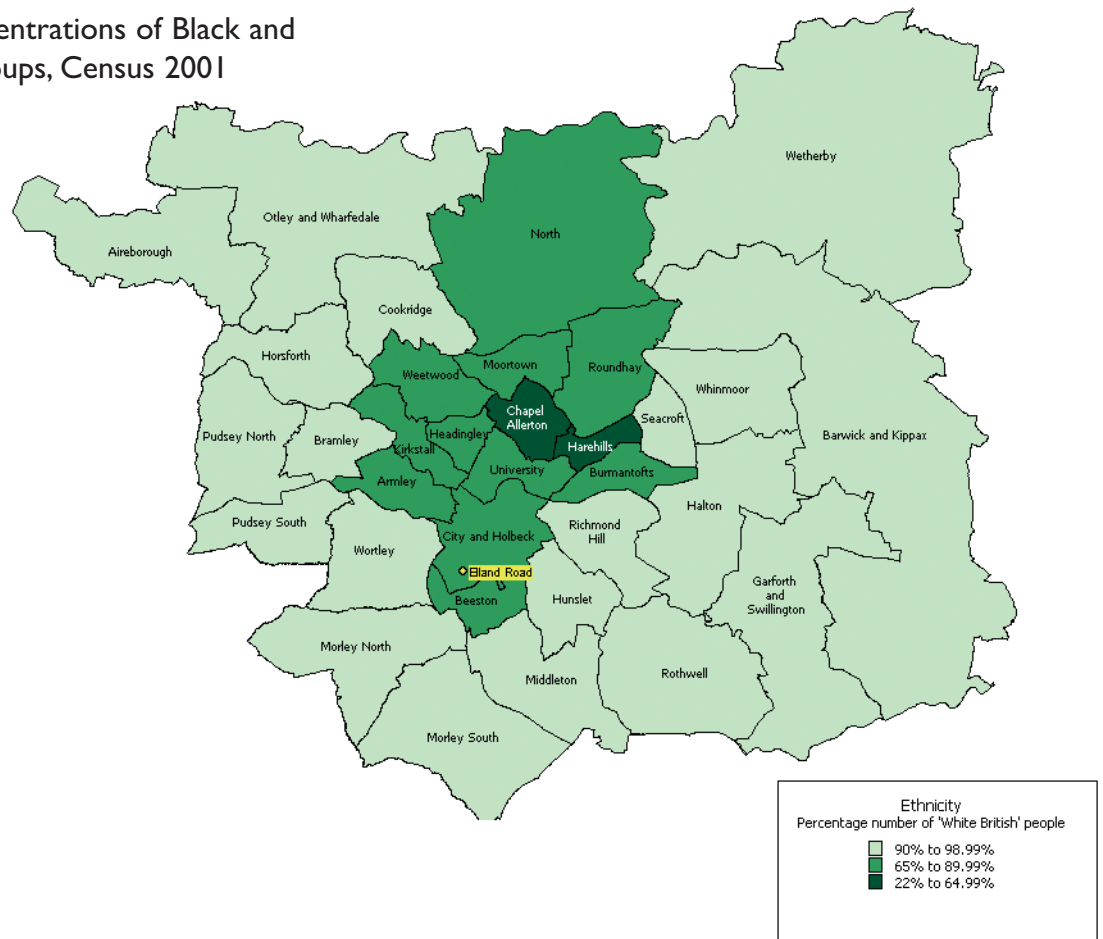 entrations of Black and
oups, Census 2001
Wetherby
Otley and Wharfedale
North
Aireborough
Cookridge
Horsforth
Moortown
Roundhay
Weetwood
Whinmoor
Chapel
Allerton
Seacroft
Pudsey North
Bramley
Headingley
Barwick and Kippax
Kirkstall
Harehills
University
Burmantofts
Armley
Halton
Pudsey South
Richmond
Hill
City and Holbeck
Wortley
Elland Road
Garforth
and
Swillington
Beeston
Hunslet
Morley North
Middleton
Rothwell
Morley South
Ethnicity
Percentage number of 'White British' people
90% to 98.99%
65% to 89.99%
22% to 64.99%